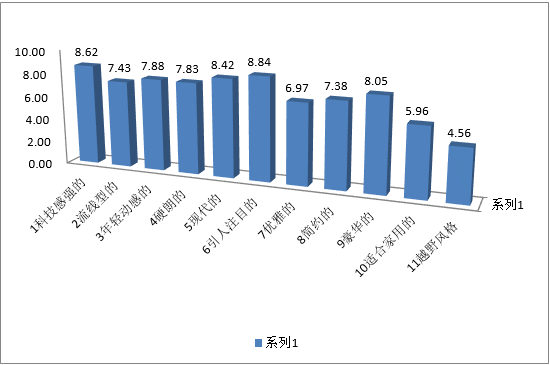 10.00
8.00
6.00
4.00
2.00
0.00
8.62
7.43
7.88
7.83
8.42
8.84
6.97
7.38
8.05
5.96
4.56
1科技感强的
2流线型的
3年轻动感的
4硬朗的
5现代的
6引人注目的
7优雅的
8简约的
9豪华的
10适合家用的
11越野风格
系列1
系列1